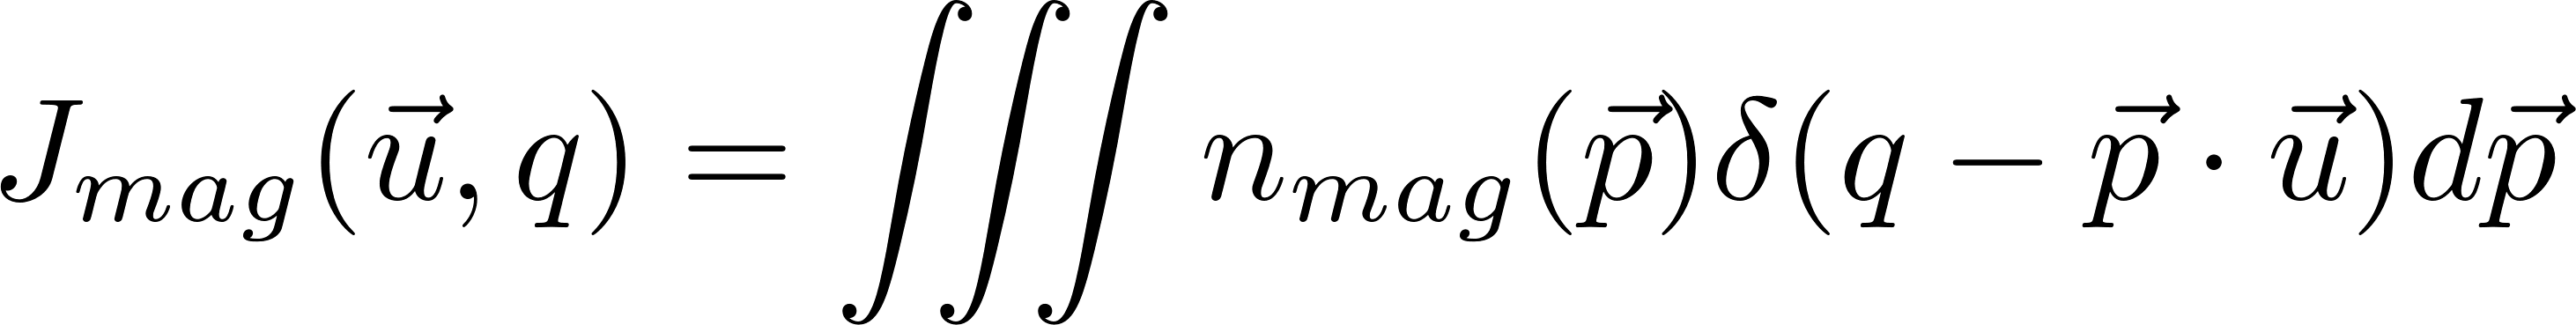 $J_{mag}(\vec{u}, q) = \iiint n_{mag}(\vec{p})\delta(q - \vec{p} \cdot \vec{u})d\vec{p}$